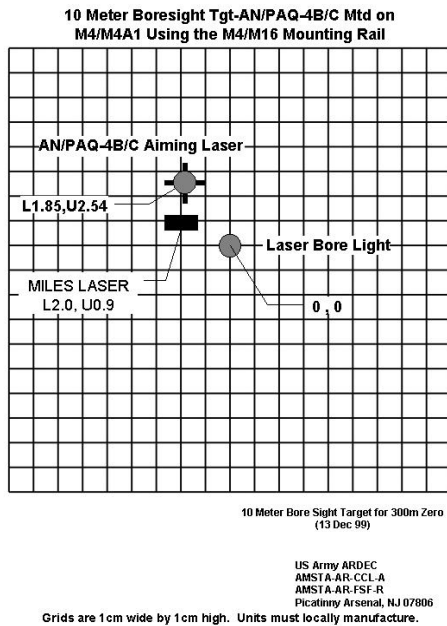 10 Meter Boresight Tgt-AN/PAQ-4B/C Mtd on
M4/M4A1 Using the M4/M16 Mounting Rail
AN/PAQ-4B/C Aiming Laser
L1.85,U2.54
Laser Bore Light
MILES LASER
L2.0, U0.9
0 , 0
10 Meter Bore Sight Target for 300m Zero
(13 Dec 99)
US Army ARDEC
AMSTA-AR-CCL-A
AMSTA-AR-FSF-R
Picatinny Arsenal, NJ 07806
Grids are 1cm wide by 1cm high. Units must locally manufacture.